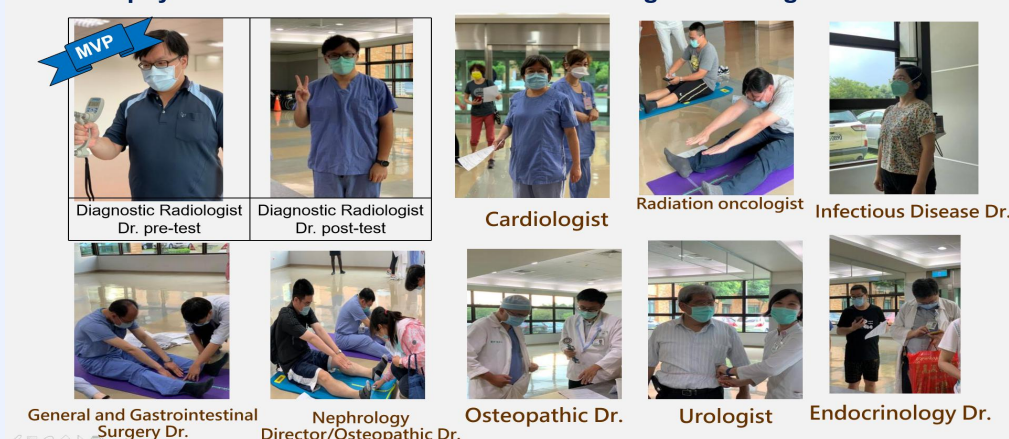 MVP
Diagnostic Radiologist
Dr. pre-test
Diagnostic Radiologist
Dr. post-test
Cardiologist
Radiation oncologist
Infectious Disease Dr.
General and Gastrointestinal
Surgery Dr.
Nephrology
Director/Osteopathic Dr.
Osteopathic Dr.
Urologist
Endocrinology Dr.